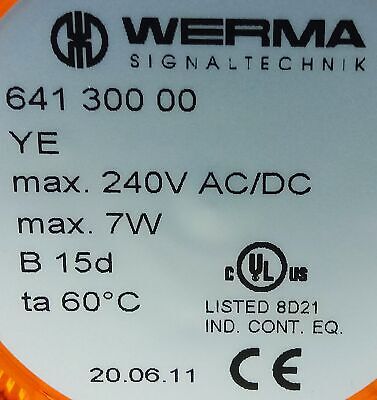 WERMA
SIGNALTECHNIK
641 300 00
YE
max. 240V AC/DC
max. 7W
B 15d
ta 60°C
C UL US
LISTED 8D21
IND. CONT. EQ.
20.06.11
CE